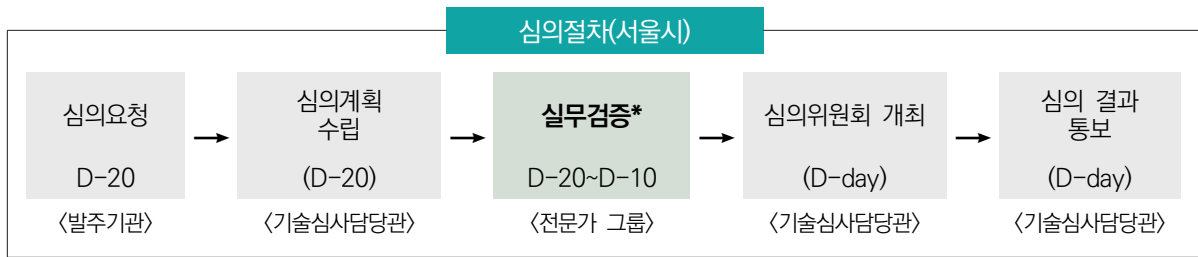 심의절차(서울시)
심의요청
D-20
〈발주기관〉
심의계획
수립
(D-20)
〈기술심사담당관〉
실무검증*
D-20~D-10
〈전문가 그룹〉
심의위원회 개최
(D-day)
〈기술심사담당관〉
심의 결과
통보
(D-day)
〈기술심사담당관〉